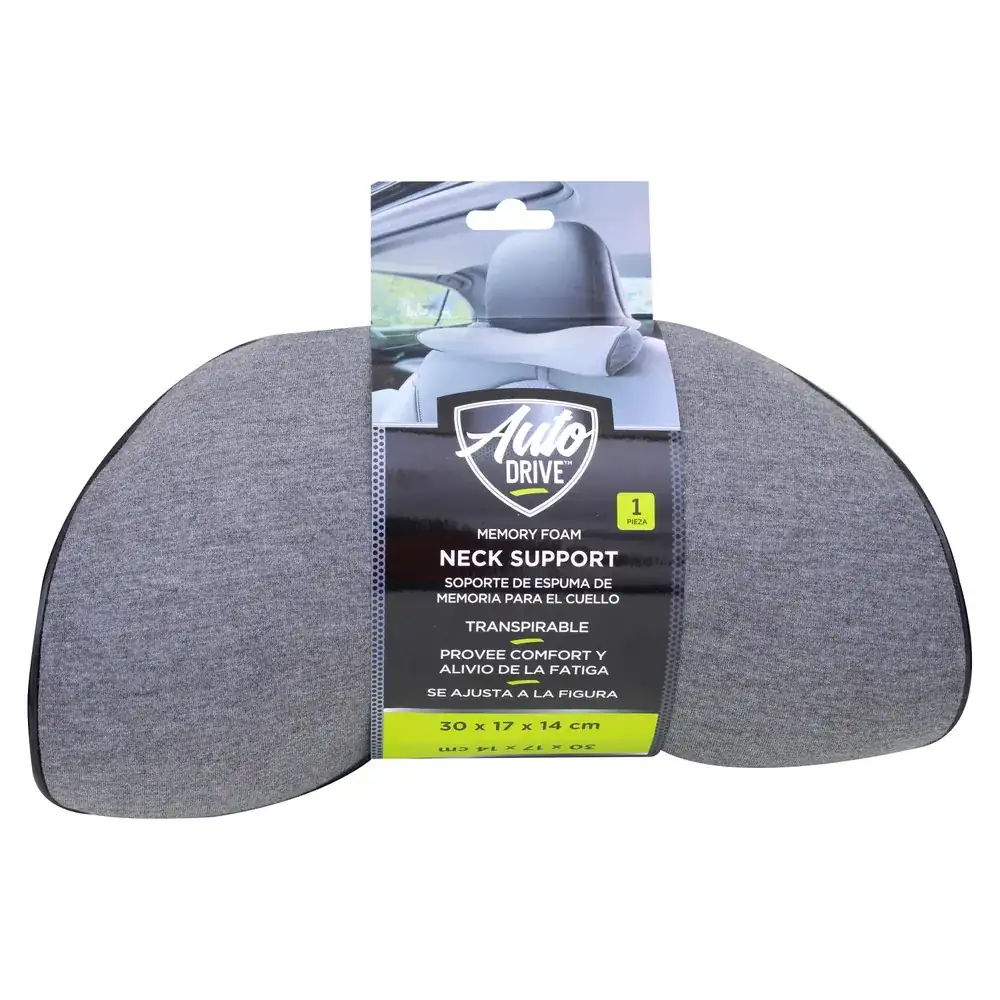 Auto
DRIVE™
1
PIEZA
MEMORY FOAM
NECK SUPPORT
SOPORTE DE ESPUMA DE
MEMORIA PARA EL CUELLO
TRANSPIRABLE
PROVEE COMFORT Y
ALIVIO DE LA FATIGA
SE AJUSTA A LA FIGURA
30 x 17 x 14 cm
30 x 17 x 14 cm